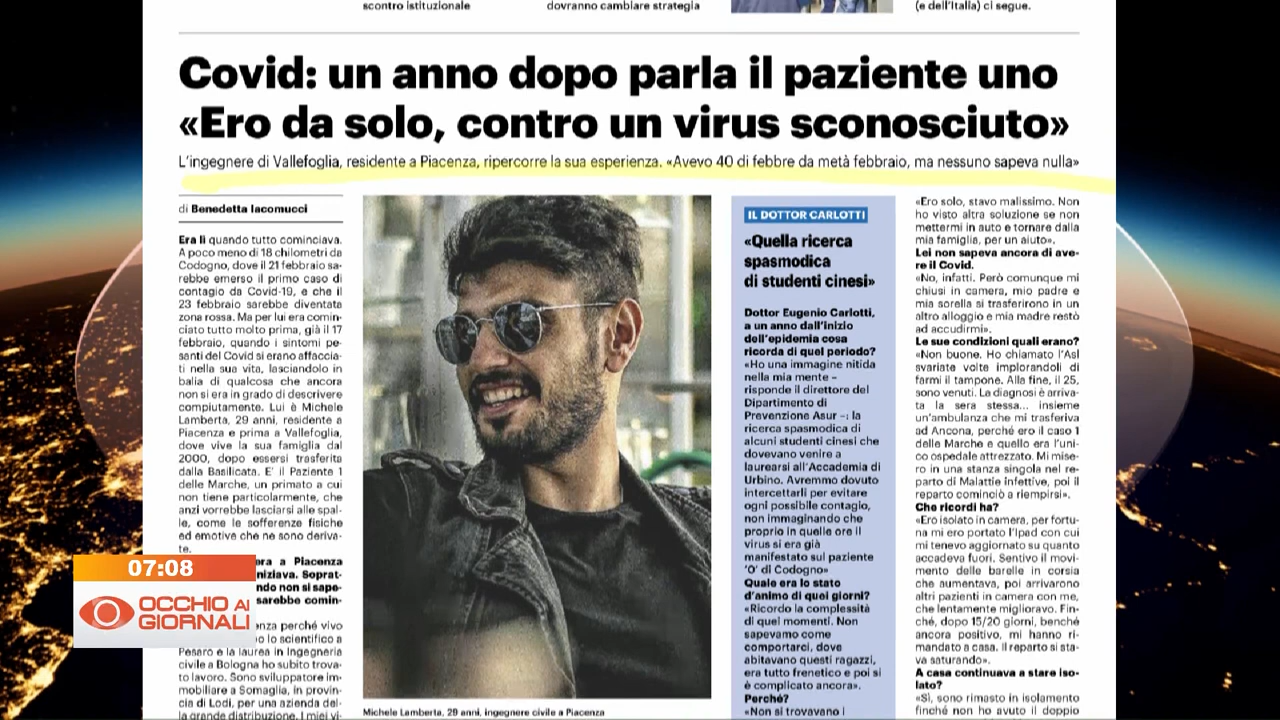 scontro istituzionale
dovranno cambiare strategia
(e dell'Italia) ci segue.
Covid: un anno dopo parla il paziente uno
«Ero da solo, contro un virus sconosciuto»
L'ingegnere di Vallefoglia, residente a Piacenza, ripercorre la sua esperienza. «Avevo 40 di febbre da metà febbraio, ma nessuno sapeva nulla»
di Benedetta Iacomucci
Era lì quando tutto cominciava.
A poco meno di 18 chilometri da
Codogno, dove il 21 febbraio sa-
rebbe emerso il primo caso di
contagio da Covid-19, e che il
23 febbraio sarebbe diventata
zona rossa. Ma per lui era comin-
ciato tutto molto prima, già il 17
febbraio, quando i sintomi pe-
santi del Covid si erano affaccia-
ti nella sua vita, lasciandolo in
balia di qualcosa che ancora
non si era in grado di descrivere
compiutamente. Lui è Michele
Lamberta, 29 anni, residente a
Piacenza e prima a Vallefoglia,
dove vive la sua famiglia dal
2000, dopo essersi trasferita
dalla Basilicata. E' il Paziente 1
delle Marche, un primato a cui
non tiene particolarmente, che
anzi vorrebbe lasciarsi alle spal-
le, come le sofferenze fisiche
ed emotive che ne sono deriva-
te.
era a Piacenza
niziava. Soprat-
ndo non si sape-
sarebbe comin-
enza perché vivo
o lo scientifico a
Pesaro e la laurea in Ingegneria
civile a Bologna ho subito trova-
to lavoro. Sono sviluppatore im-
mobiliare a Somaglia, in provin-
cia di Lodi, per una azienda del-
la grande distribuzione. I miei vi-
Michele Lamberta, 29 anni, ingegnere civile a Piacenza
IL DOTTOR CARLOTTI
«Quella ricerca
spasmodica
di studenti cinesi»
Dottor Eugenio Carlotti,
a un anno dall'inizio
dell'epidemia cosa
ricorda di quel periodo?
«Ho una immagine nitida
nella mia mente –
risponde il direttore del
Dipartimento di
Prevenzione Asur –: la
ricerca spasmodica di
alcuni studenti cinesi che
dovevano venire a
laurearsi all'Accademia di
Urbino. Avremmo dovuto
intercettarli per evitare
ogni possibile contagio,
non immaginando che
proprio in quelle ore il
virus si era già
manifestato sul paziente
'0' di Codogno»
Quale era lo stato
d'animo di quei giorni?
«Ricordo la complessità
di quei momenti. Non
sapevamo come
comportarci, dove
abitavano questi ragazzi,
era tutto frenetico e poi si
è complicato ancora».
Perché?
«Non si trovavano i
«Ero solo, stavo malissimo. Non
ho visto altra soluzione se non
mettermi in auto e tornare dalla
mia famiglia, per un aiuto».
Lei non sapeva ancora di ave-
re il Covid.
«No, infatti. Però comunque mi
chiusi in camera, mio padre e
mia sorella si trasferirono in un
altro alloggio e mia madre restò
ad accudirmi».
Le sue condizioni quali erano?
«Non buone. Ho chiamato l'Asl
svariate volte implorandoli di
farmi il tampone. Alla fine, il 25,
sono venuti. La diagnosi è arriva-
ta la sera stessa... insieme
un'ambulanza che mi trasferiva
ad Ancona, perché ero il caso 1
delle Marche e quello era l'uni-
co ospedale attrezzato. Mi mise-
ro in una stanza singola nel re-
parto di Malattie infettive, poi il
reparto cominciò a riempirsi».
Che ricordi ha?
«Ero isolato in camera, per fortu-
na mi ero portato l'Ipad con cui
mi tenevo aggiornato su quanto
accadeva fuori. Sentivo il movi-
mento delle barelle in corsia
che aumentava, poi arrivarono
altri pazienti in camera con me,
che lentamente miglioravo. Fin-
ché, dopo 15/20 giorni, benché
ancora positivo, mi hanno ri-
mandato a casa. Il reparto si sta-
va saturando».
A casa continuava a stare iso-
lato?
«Sì, sono rimasto in isolamento
finché non ho avuto il doppio
07:08
OCCHIO AI
GIORNALI